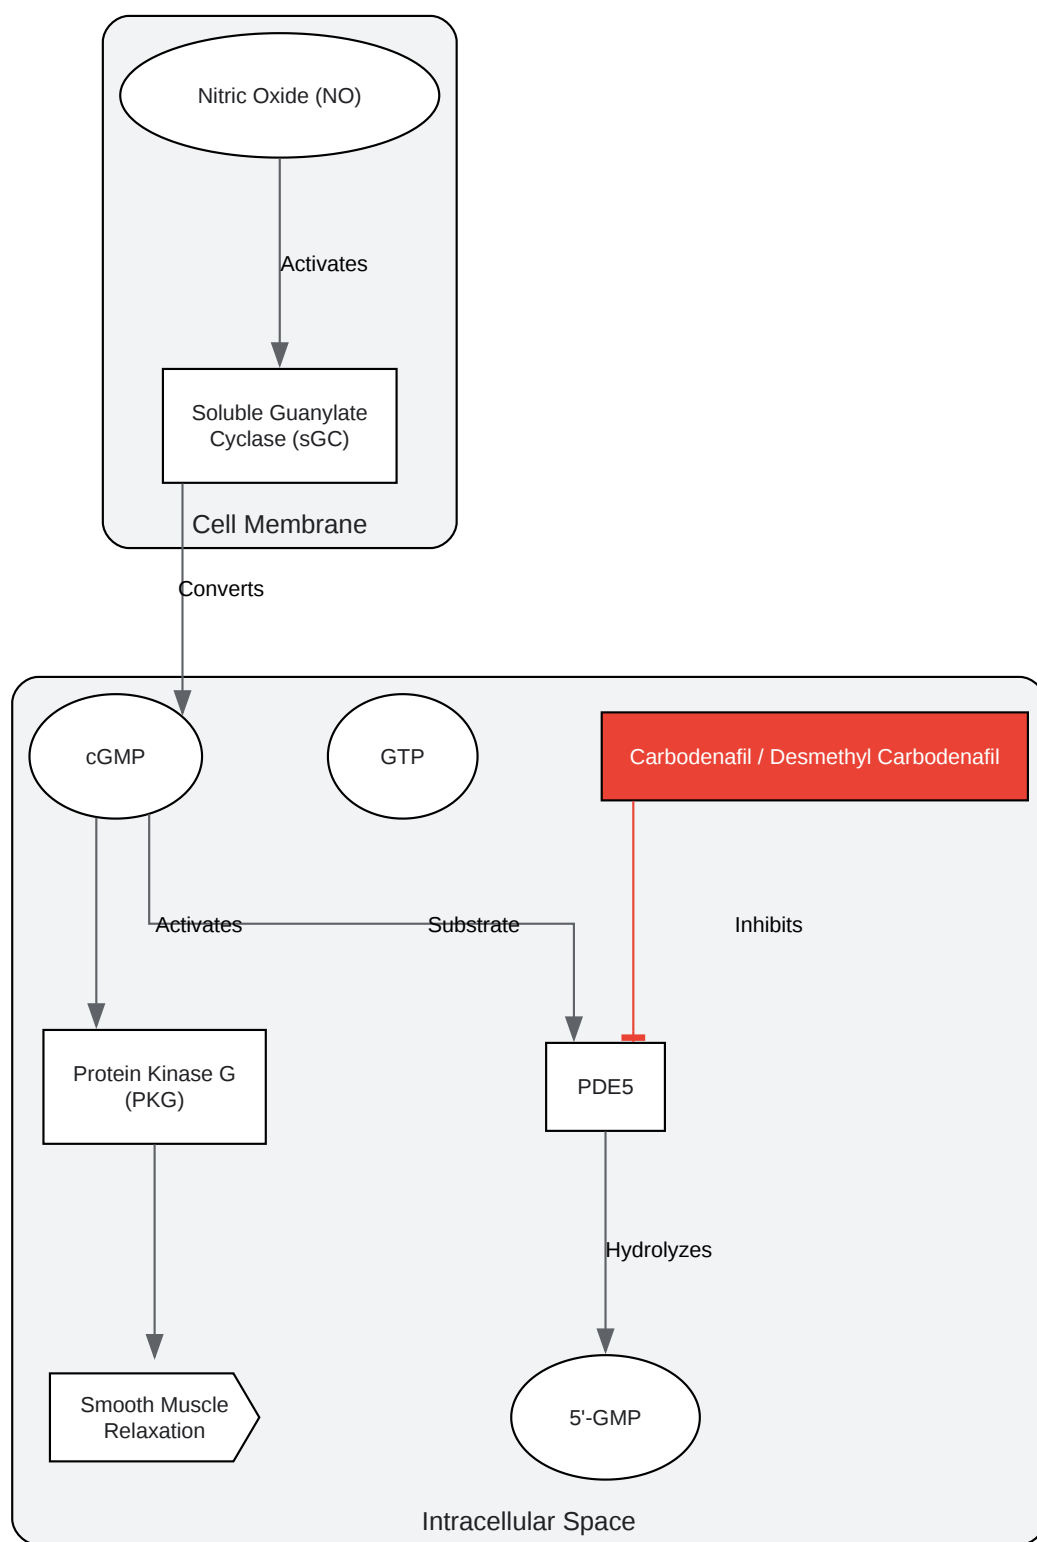 Nitric Oxide (NO)
Activates
Soluble Guanylate
Cyclase (sGC)
Cell Membrane
Converts
cGMP
GTP
Carbodenafil / Desmethyl Carbodenafil
Activates
Substrate
Inhibits
Protein Kinase G
(PKG)
PDE5
Hydrolyzes
Smooth Muscle
Relaxation
5'-GMP
Intracellular Space